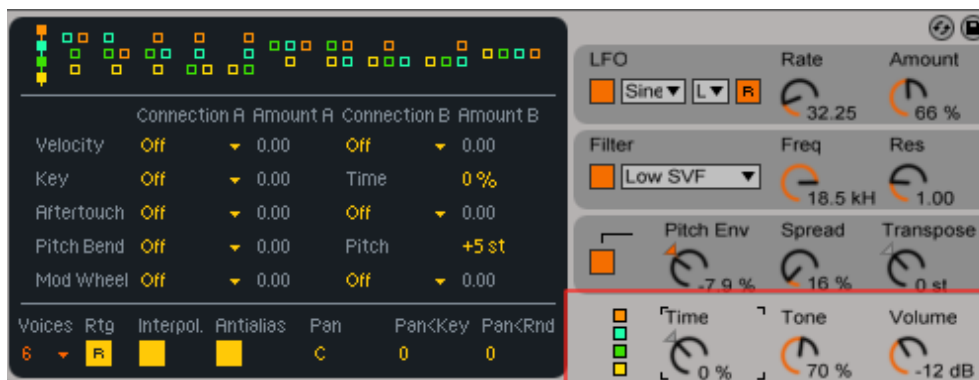 Connection A Amount A Connection B Amount B
Velocity Off 0.00 Off 0.00
Key Off 0.00 Time 0 %
Aftertouch Off 0.00 Off 0.00
Pitch Bend Off 0.00 Pitch +5 st
Mod Wheel Off 0.00 Off 0.00
Voices Rtg Interpol. Antialias Pan Pan<Key Pan<Rnd
6 R C 0 0
LFO Rate Amount
Sine L R 32.25 66 %
Filter Freq Res
Low SVF 18.5 kH 1.00
Pitch Env Spread Transpose
-7.9 % 16 % 0 st
Time Tone Volume
0 % 70 % -12 dB